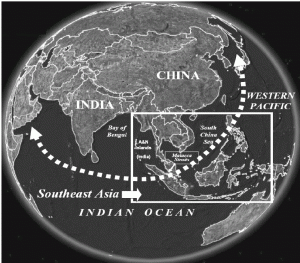 CHINA
INDIA
WESTERN
PACIFIC
Bay of
Bengal
South
China
Sea
A&N
Islands
(India)
Malacca
Straits
Southeast Asia
INDIAN OCEAN